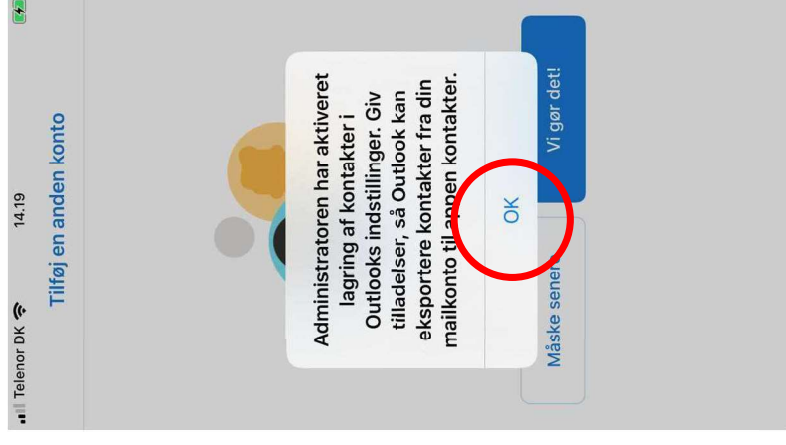 Telenor DK 14.19
Tilføj en anden konto
Administratoren har aktiveret
lagring af kontakter i
Outlooks indstillinger. Giv
tilladelser, så Outlook kan
eksportere kontakter fra din
mailkonto til appen kontakter.
OK
Måske senere
Vi gør det!